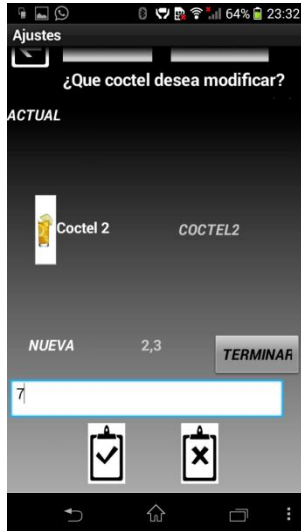 64% 23:32
Ajustes
¿Que coctel desea modificar?
ACTUAL
Coctel 2 COCTEL2
NUEVA 2,3 TERMINAR
7